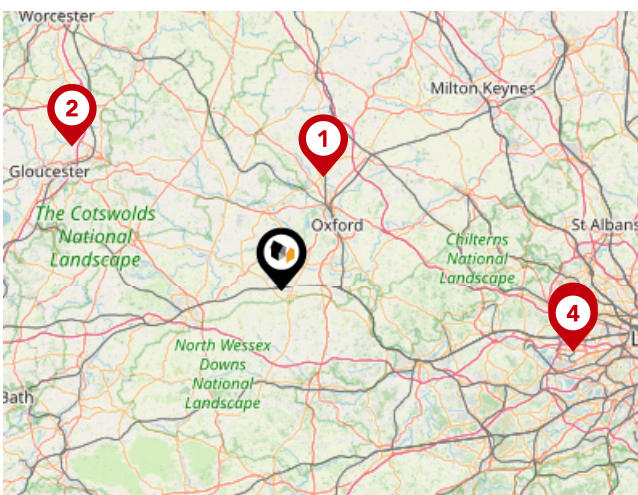 Worcester
Milton Keynes
2
1
Gloucester
The Cotswolds
National
Landscape
Oxford
St Albans
Chilterns
National
Landscape
4
L
North Wessex
Downs
National
Landscape
Bath